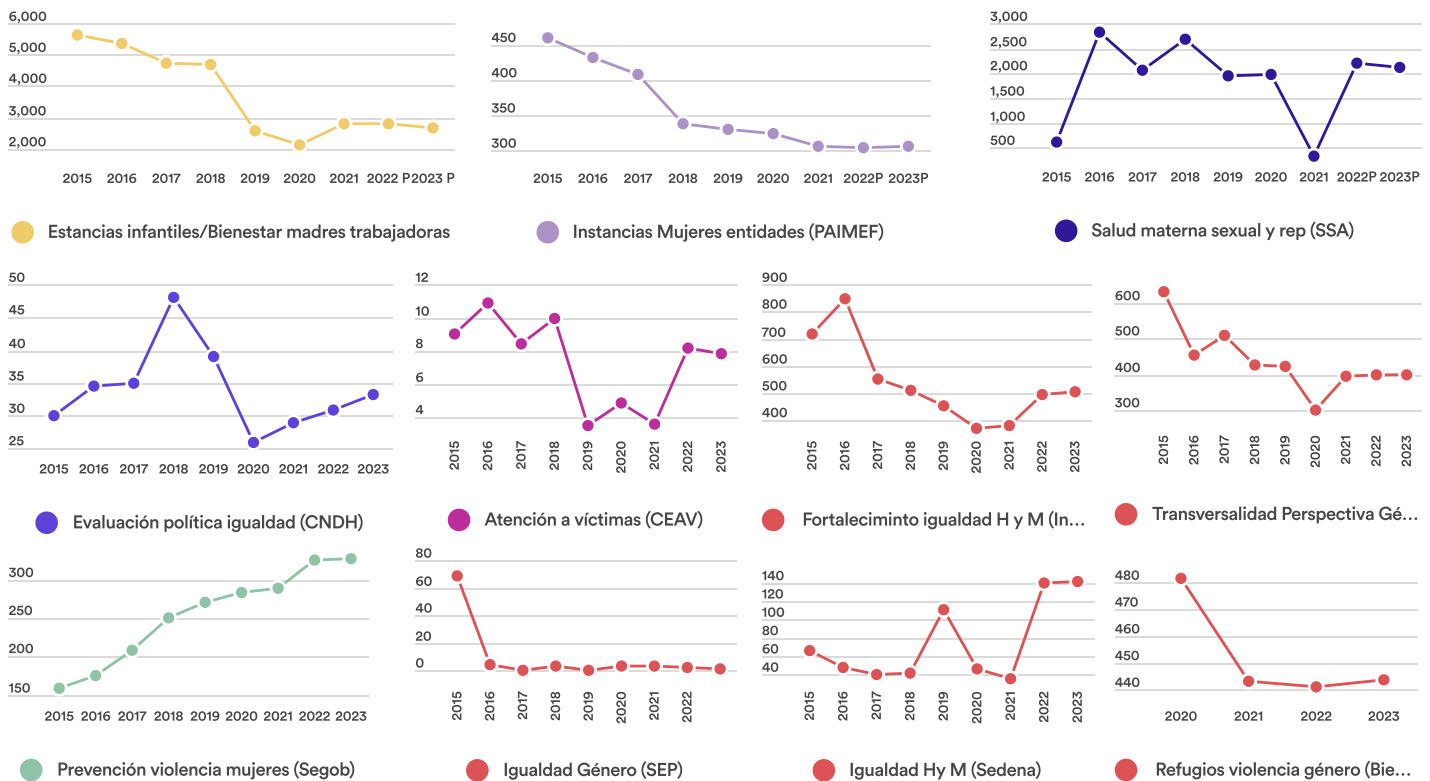 6,000
5,000
4,000
3,000
2,000
2015 2016 2017 2018 2019 2020 2021 2022 P 2023 P
Estancias infantiles/Bienestar madres trabajadoras
450
400
350
300
2015 2016 2017 2018 2019 2020 2021 2022P 2023P
Instancias Mujeres entidades (PAIMEF)
3,000
2,500
2,000
1,500
1,000
500
2015 2016 2017 2018 2019 2020 2021 2022P 2023P
Salud materna sexual y rep (SSA)
50
45
40
35
30
25
2015 2016 2017 2018 2019 2020 2021 2022 2023
Evaluación política igualdad (CNDH)
12
10
8
6
4
2015 2016 2017 2018 2019 2020 2021 2022 2023
Atención a víctimas (CEAV)
900
800
700
600
500
400
2015 2016 2017 2018 2019 2020 2021 2022 2023
Fortaleciminto igualdad H y M (In...
600
500
400
300
2015 2016 2017 2018 2019 2020 2021 2022 2023
Transversalidad Perspectiva Gé...
300
250
200
150
2015 2016 2017 2018 2019 2020 2021 2022 2023
Prevención violencia mujeres (Segob)
80
60
40
20
0
2015 2016 2017 2018 2019 2020 2021 2022
Igualdad Género (SEP)
140
120
100
80
60
40
2015 2016 2017 2018 2019 2020 2021 2022 2023
Igualdad Hy M (Sedena)
480
470
460
450
440
2020 2021 2022 2023
Refugios violencia género (Bie...